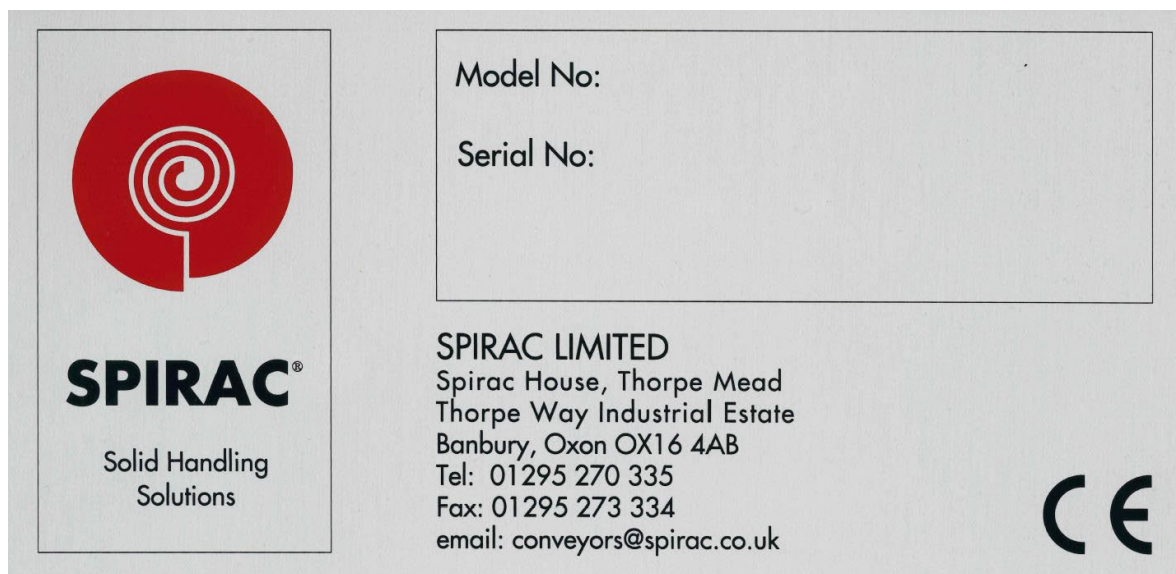 SPIRAC®
Solid Handling
Solutions
Model No:
Serial No:
SPIRAC LIMITED
Spirac House, Thorpe Mead
Thorpe Way Industrial Estate
Banbury, Oxon OX16 4AB
Tel: 01295 270 335
Fax: 01295 273 334
email: conveyors@spirac.co.uk
CE